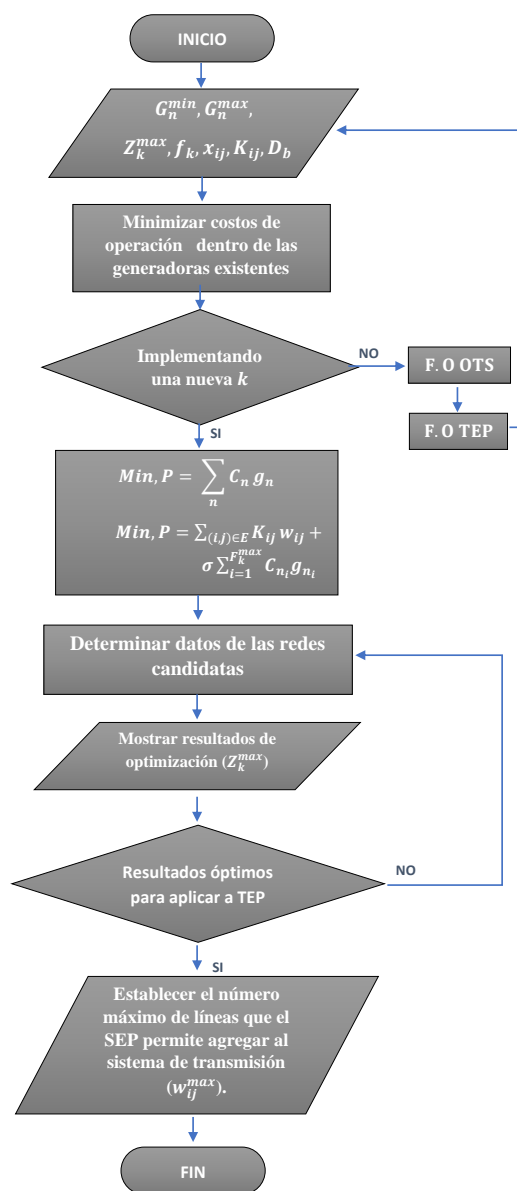 INICIO
G_n^{min}, G_n^{max},
Z_k^{max}, f_k, x_{ij}, K_{ij}, D_b
Minimizar costos de
operación dentro de las
generadoras existentes
Implementando
una nueva k
NO
F. O OTS
F. O TEP
SI
Min, P = ∑_n C_n g_n
Min, P = ∑_{(i,j)∈E} K_{ij} w_{ij} +
σ ∑_{i=1}^{F_k^{max}} C_{n_i} g_{n_i}
Determinar datos de las redes
candidatas
Mostrar resultados de
optimización (Z_k^{max})
Resultados óptimos
para aplicar a TEP
NO
SI
Establecer el número
máximo de líneas que el
SEP permite agregar al
sistema de transmisión
(w_{ij}^{max}).
FIN